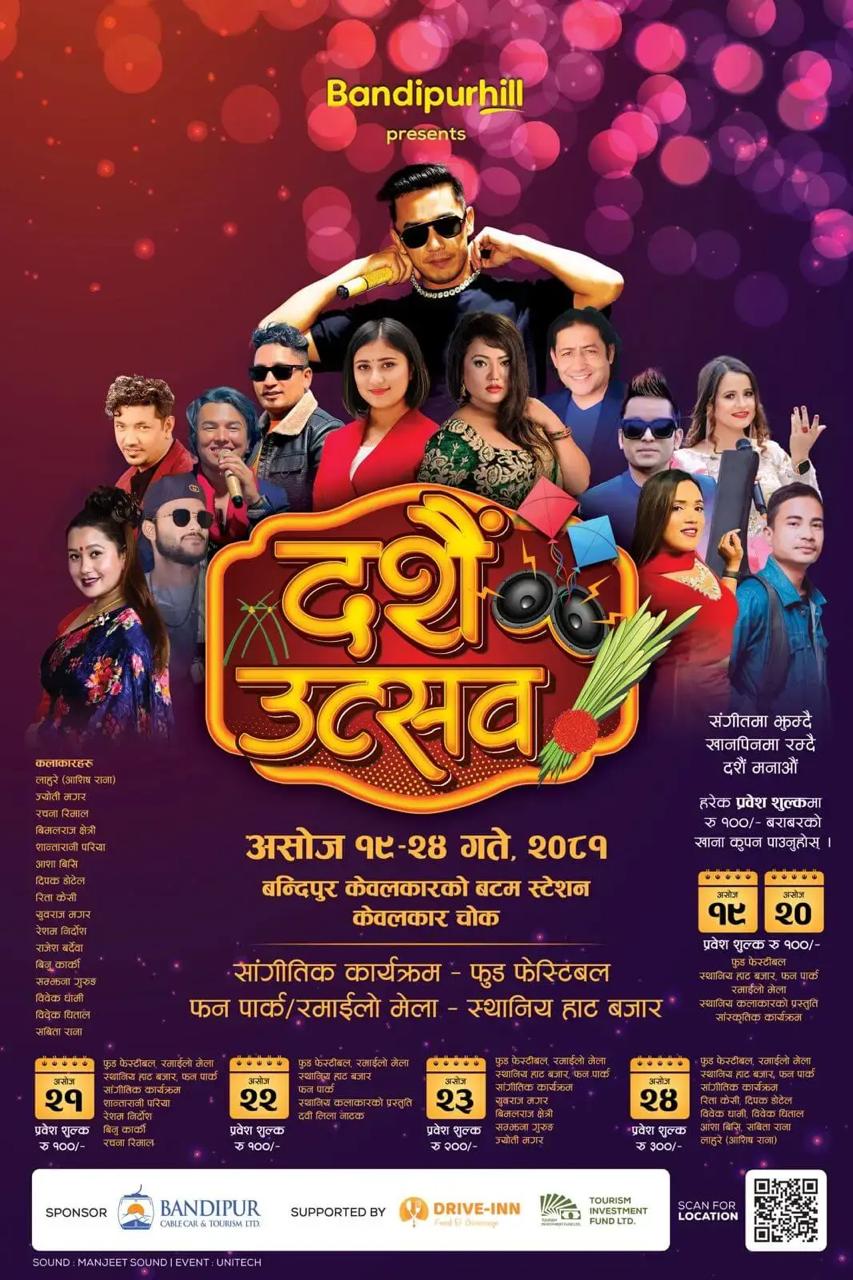 Bandipurhill
presents
दशैं
उत्सव
संगीतमा झुम्दै
खानपिनमा रम्दै
दशैं मनाऔं
हरेक प्रवेश शुल्कमा
रु १००/- बराबरको
खाना कुपन पाउनुहोस् ।
कलाकारहरु
लाहुरे (आशिष राना)
ज्योती मगर
रचना रिमाल
बिमलराज क्षेत्री
शान्तारानी परिया
आशा बिसि
दिपक डोटेल
रिता केसी
युवराज मगर
रेशम निर्दोश
राजेश बर्देवा
बिनु कार्की
सम्झना गुरुङ
विवेक धामी
विवेक धिताल
सबिता राना
असोज १९-२४ गते, २०८१
बन्दिपुर केवलकारको बटम स्टेशन
केवलकार चोक
सांगीतिक कार्यक्रम - फुड फेस्टिबल
फन पार्क/रमाईलो मेला - स्थानिय हाट बजार
असोज १९
असोज २०
प्रवेश शुल्क रु १००/-
फुड फेस्टीबल
स्थानिय हाट बजार, फन पार्क
रमाईलो मेला
स्थानिय कलाकारको प्रस्तुति
सांस्कृतिक कार्यक्रम
असोज
२१
प्रवेश शुल्क
रु १००/-
फुड फेस्टीबल, रमाईलो मेला
स्थानिय हाट बजार, फन पार्क
सांगीतिक कार्यक्रम
शान्तारानी परिया
रेशम निर्दोश
बिनु कार्की
रचना रिमाल
असोज
२२
प्रवेश शुल्क
रु १००/-
फुड फेस्टीबल, रमाईलो मेला
स्थानिय हाट बजार
फन पार्क
स्थानिय कलाकारको प्रस्तुति
देवी लिला नाटक
असोज
२३
प्रवेश शुल्क
रु २००/-
फुड फेस्टीबल, रमाईलो मेला
स्थानिय हाट बजार, फन पार्क
सांगीतिक कार्यक्रम
युवराज मगर
बिमलराज क्षेत्री
सम्झना गुरुङ
ज्योती मगर
असोज
२४
प्रवेश शुल्क
रु ३००/-
फुड फेस्टीबल, रमाईलो मेला
स्थानिय हाट बजार, फन पार्क
सांगीतिक कार्यक्रम
रिता केसी, दिपक डोटेल
विवेक धामी, विवेक धिताल
आशा बिसि, सबिता राना
लाहुरे (आशिष राना)
SPONSOR
BANDIPUR
CABLE CAR & TOURISM LTD.
SUPPORTED BY
DRIVE-INN
Food & Beverage
TOURISM INVESTMENT FUND LTD.
TOURISM
INVESTMENT
FUND LTD.
SCAN FOR
LOCATION
SOUND : MANJEET SOUND | EVENT : UNITECH